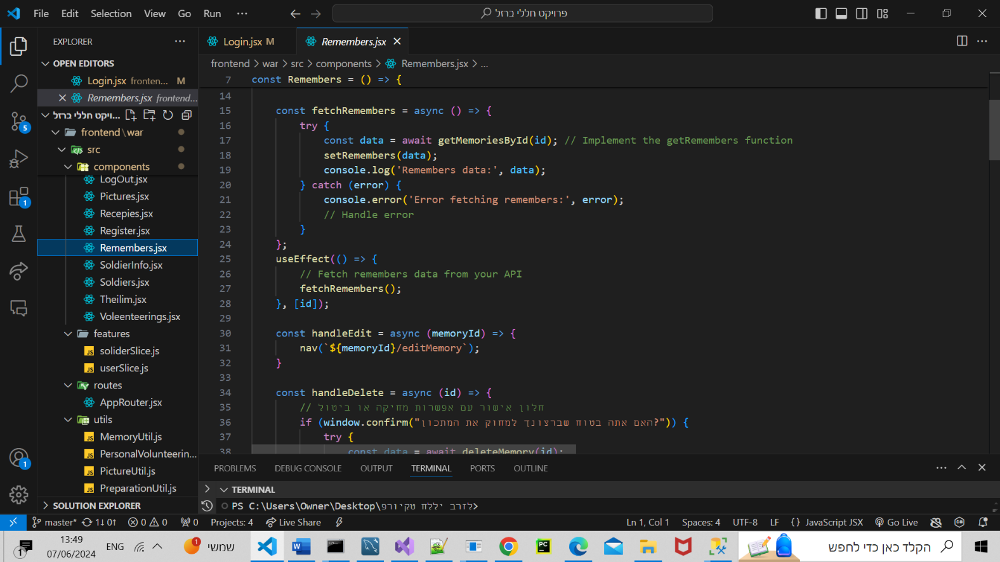 File Edit Selection View Go Run ···
פרויקט חללי ברזל
EXPLORER
OPEN EDITORS
Login.jsx fronten... M
Remembers.jsx frontend...
ויקט חללי ברזל...
frontend\war
src
components
LogOut.jsx
Pictures.jsx
Recepies.jsx
Register.jsx
Remembers.jsx
SoldierInfo.jsx
Soldiers.jsx
Theilim.jsx
Voleenteerings.jsx
features
soliderSlice.js
userSlice.js
routes
AppRouter.jsx
utils
MemoryUtil.js
PersonalVolunteerin...
PictureUtil.js
PreparationUtil.js
SOLUTION EXPLORER
5
1
1
Login.jsx M Remembers.jsx
frontend > war > src > components > Remembers.jsx > ...
7 const Remembers = () => {
14
15 const fetchRemembers = async () => {
16 try {
17 const data = await getMemoriesById(id); // Implement the getRemembers function
18 setRemembers(data);
19 console.log('Remembers data:', data);
20 } catch (error) {
21 console.error('Error fetching remembers:', error);
22 // Handle error
23 }
24 };
25 useEffect(() => {
26 // Fetch remembers data from your API
27 fetchRemembers();
28 }, [id]);
29
30 const handleEdit = async (memoryId) => {
31 nav(`${memoryId}/editMemory`);
32 }
33
34 const handleDelete = async (id) => {
35 // חלון אישור עם אפשרות מחיקה או ביטול
36 if (window.confirm("האם אתה בטוח שברצונך למחוק את המתכון?")) {
37 try {
38 const data = await deleteMemory(id);
PROBLEMS DEBUG CONSOLE OUTPUT TERMINAL PORTS OUTLINE
TERMINAL
PS C:\Users\Owner\Desktop\פרויקט חללי ברזל>
master* 1↓ 0↑ 0 0 0 Projects: 4 Live Share Ln 1, Col 1 Spaces: 4 UTF-8 LF {} JavaScript JSX Go Live
1 13:49 ENG 1 שמשי הקלד כאן כדי לחפש
07/06/2024